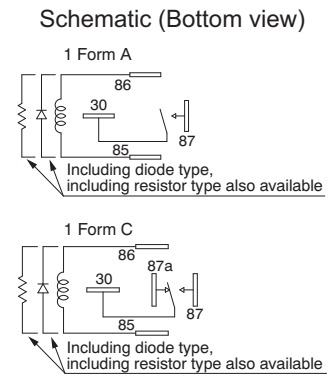 Schematic (Bottom view)
1 Form A
86
30
87
85
Including diode type,
including resistor type also available
1 Form C
86
87a
30
87
85
Including diode type,
including resistor type also available